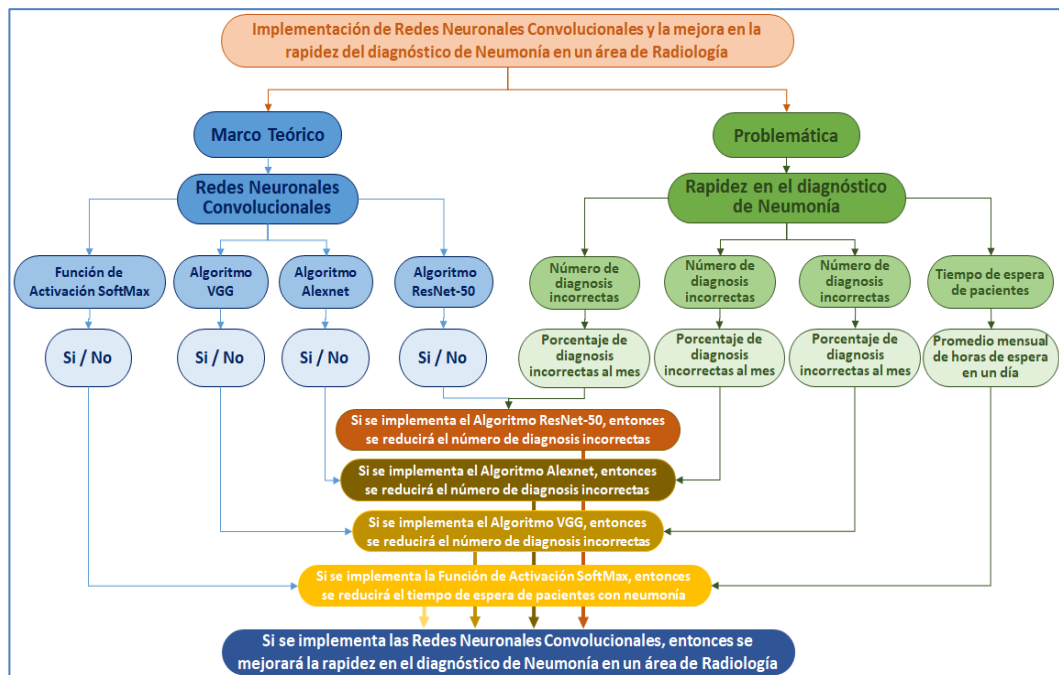 Implementación de Redes Neuronales Convolucionales y la mejora en la
rapidez del diagnóstico de Neumonía en un área de Radiología
Marco Teórico
Problemática
Redes Neuronales
Convolucionales
Rapidez en el diagnóstico
de Neumonía
Función de
Activación SoftMax
Algoritmo
VGG
Algoritmo
Alexnet
Algoritmo
ResNet-50
Número de
diagnosis
incorrectas
Número de
diagnosis
incorrectas
Número de
diagnosis
incorrectas
Tiempo de espera
de pacientes
Si / No
Si / No
Si / No
Si / No
Porcentaje de
diagnosis
incorrectas al mes
Porcentaje de
diagnosis
incorrectas al mes
Porcentaje de
diagnosis
incorrectas al mes
Promedio mensual
de horas de espera
en un día
Si se implementa el Algoritmo ResNet-50, entonces
se reducirá el número de diagnosis incorrectas
Si se implementa el Algoritmo Alexnet, entonces
se reducirá el número de diagnosis incorrectas
Si se implementa el Algoritmo VGG, entonces
se reducirá el número de diagnosis incorrectas
Si se implementa la Función de Activación SoftMax, entonces
se reducirá el tiempo de espera de pacientes con neumonía
Si se implementa las Redes Neuronales Convolucionales, entonces se
mejorará la rapidez en el diagnóstico de Neumonía en un área de Radiología